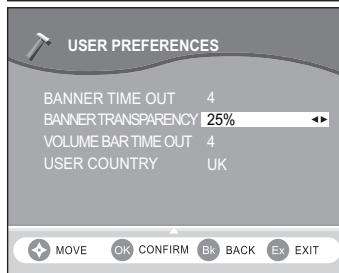 USER PREFERENCES
BANNER TIME OUT 4
BANNER TRANSPARENCY 25%
VOLUME BAR TIME OUT 4
USER COUNTRY UK
MOVE OK CONFIRM Bk BACK Ex EXIT